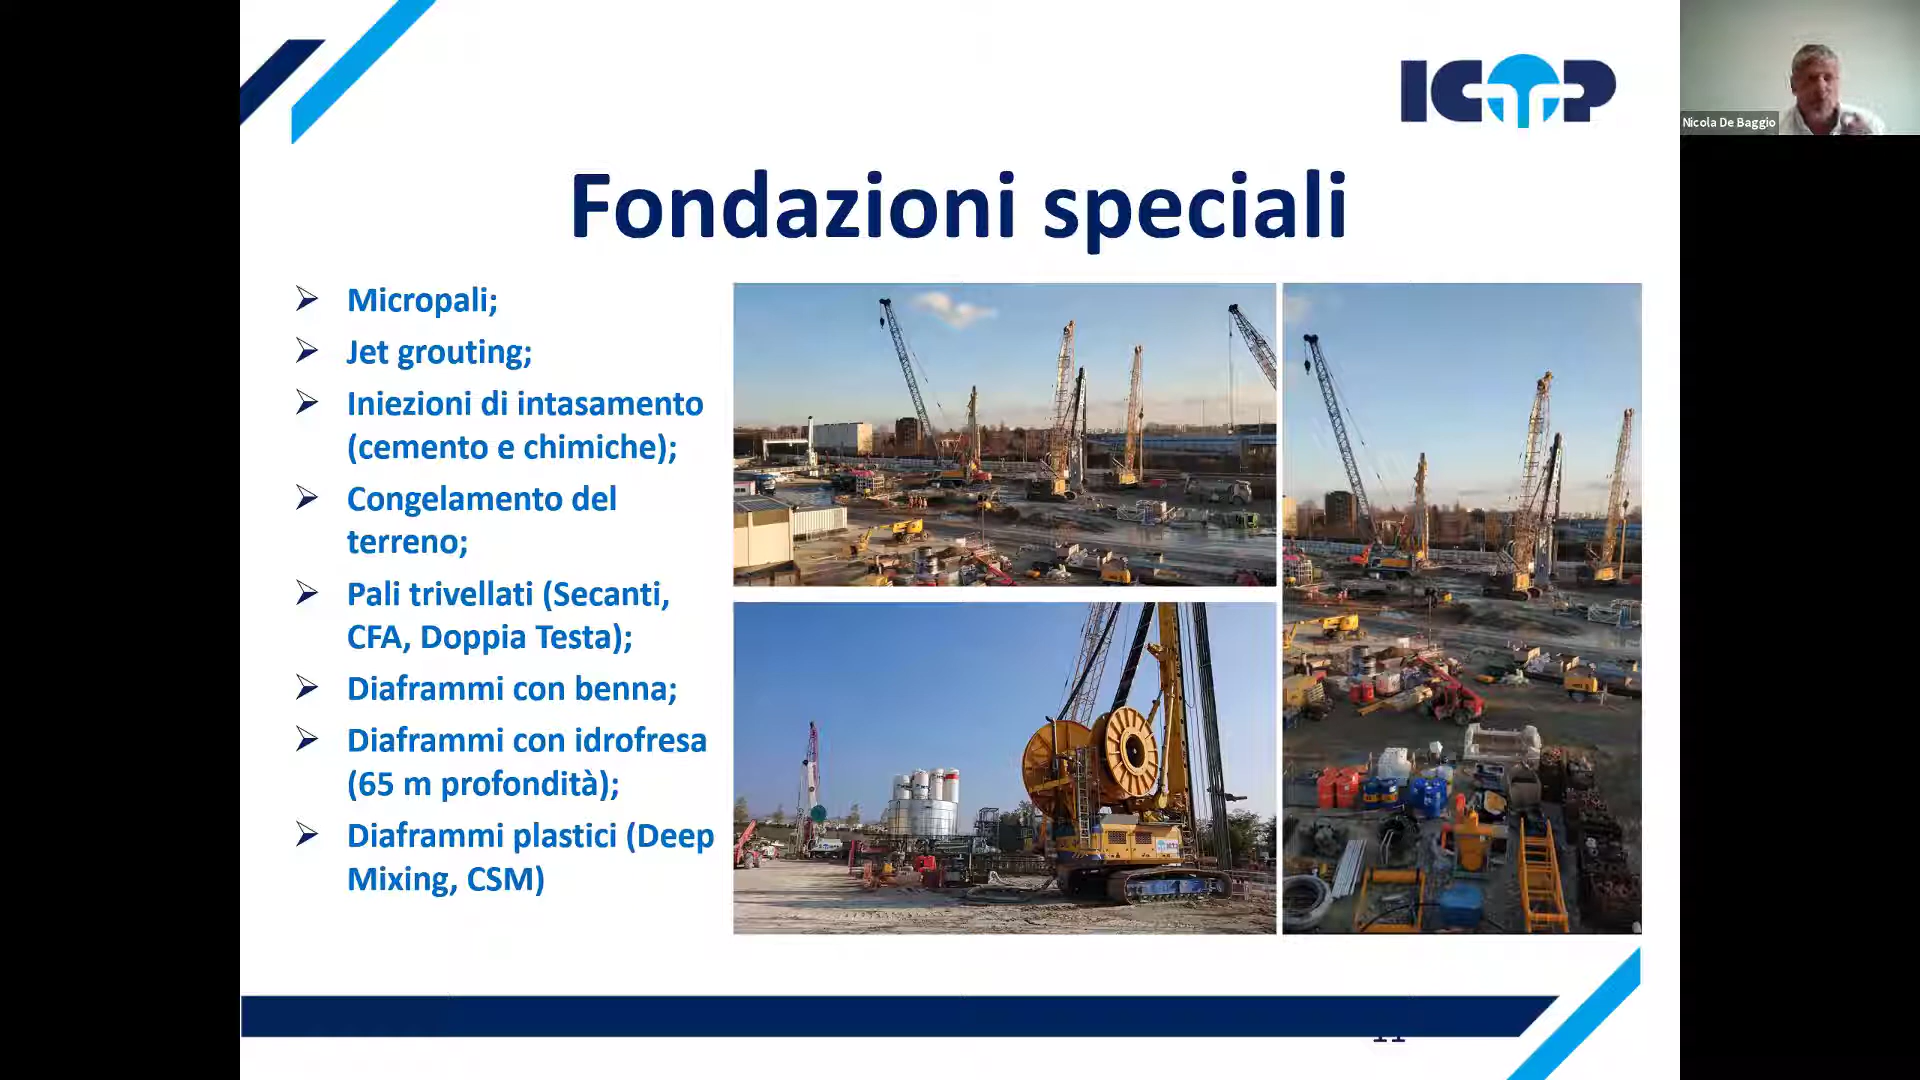 ICOP
Nicola De Baggio
Fondazioni speciali
Micropali;
Jet grouting;
Iniezioni di intasamento
(cemento e chimiche);
Congelamento del
terreno;
Pali trivellati (Secanti,
CFA, Doppia Testa);
Diaframmi con benna;
Diaframmi con idrofresa
(65 m profondità);
Diaframmi plastici (Deep
Mixing, CSM)